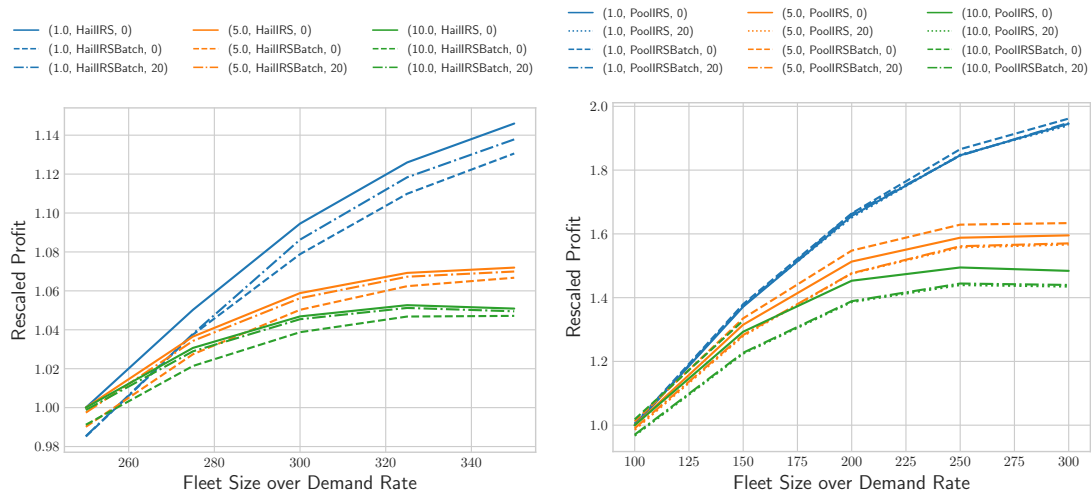 (1.0, HailIRS, 0) (5.0, HailIRS, 0) (10.0, HailIRS, 0)
(1.0, HailIRSBatch, 0) (5.0, HailIRSBatch, 0) (10.0, HailIRSBatch, 0)
(1.0, HailIRSBatch, 20) (5.0, HailIRSBatch, 20) (10.0, HailIRSBatch, 20)
1.14
1.12
1.10
1.08
1.06
1.04
1.02
1.00
0.98
Rescaled Profit
260 280 300 320 340
Fleet Size over Demand Rate
(1.0, PoolIRS, 0) (5.0, PoolIRS, 0) (10.0, PoolIRS, 0)
(1.0, PoolIRS, 20) (5.0, PoolIRS, 20) (10.0, PoolIRS, 20)
(1.0, PoolIRSBatch, 0) (5.0, PoolIRSBatch, 0) (10.0, PoolIRSBatch, 0)
(1.0, PoolIRSBatch, 20) (5.0, PoolIRSBatch, 20) (10.0, PoolIRSBatch, 20)
2.0
1.8
1.6
1.4
1.2
1.0
Rescaled Profit
100 125 150 175 200 225 250 275 300
Fleet Size over Demand Rate